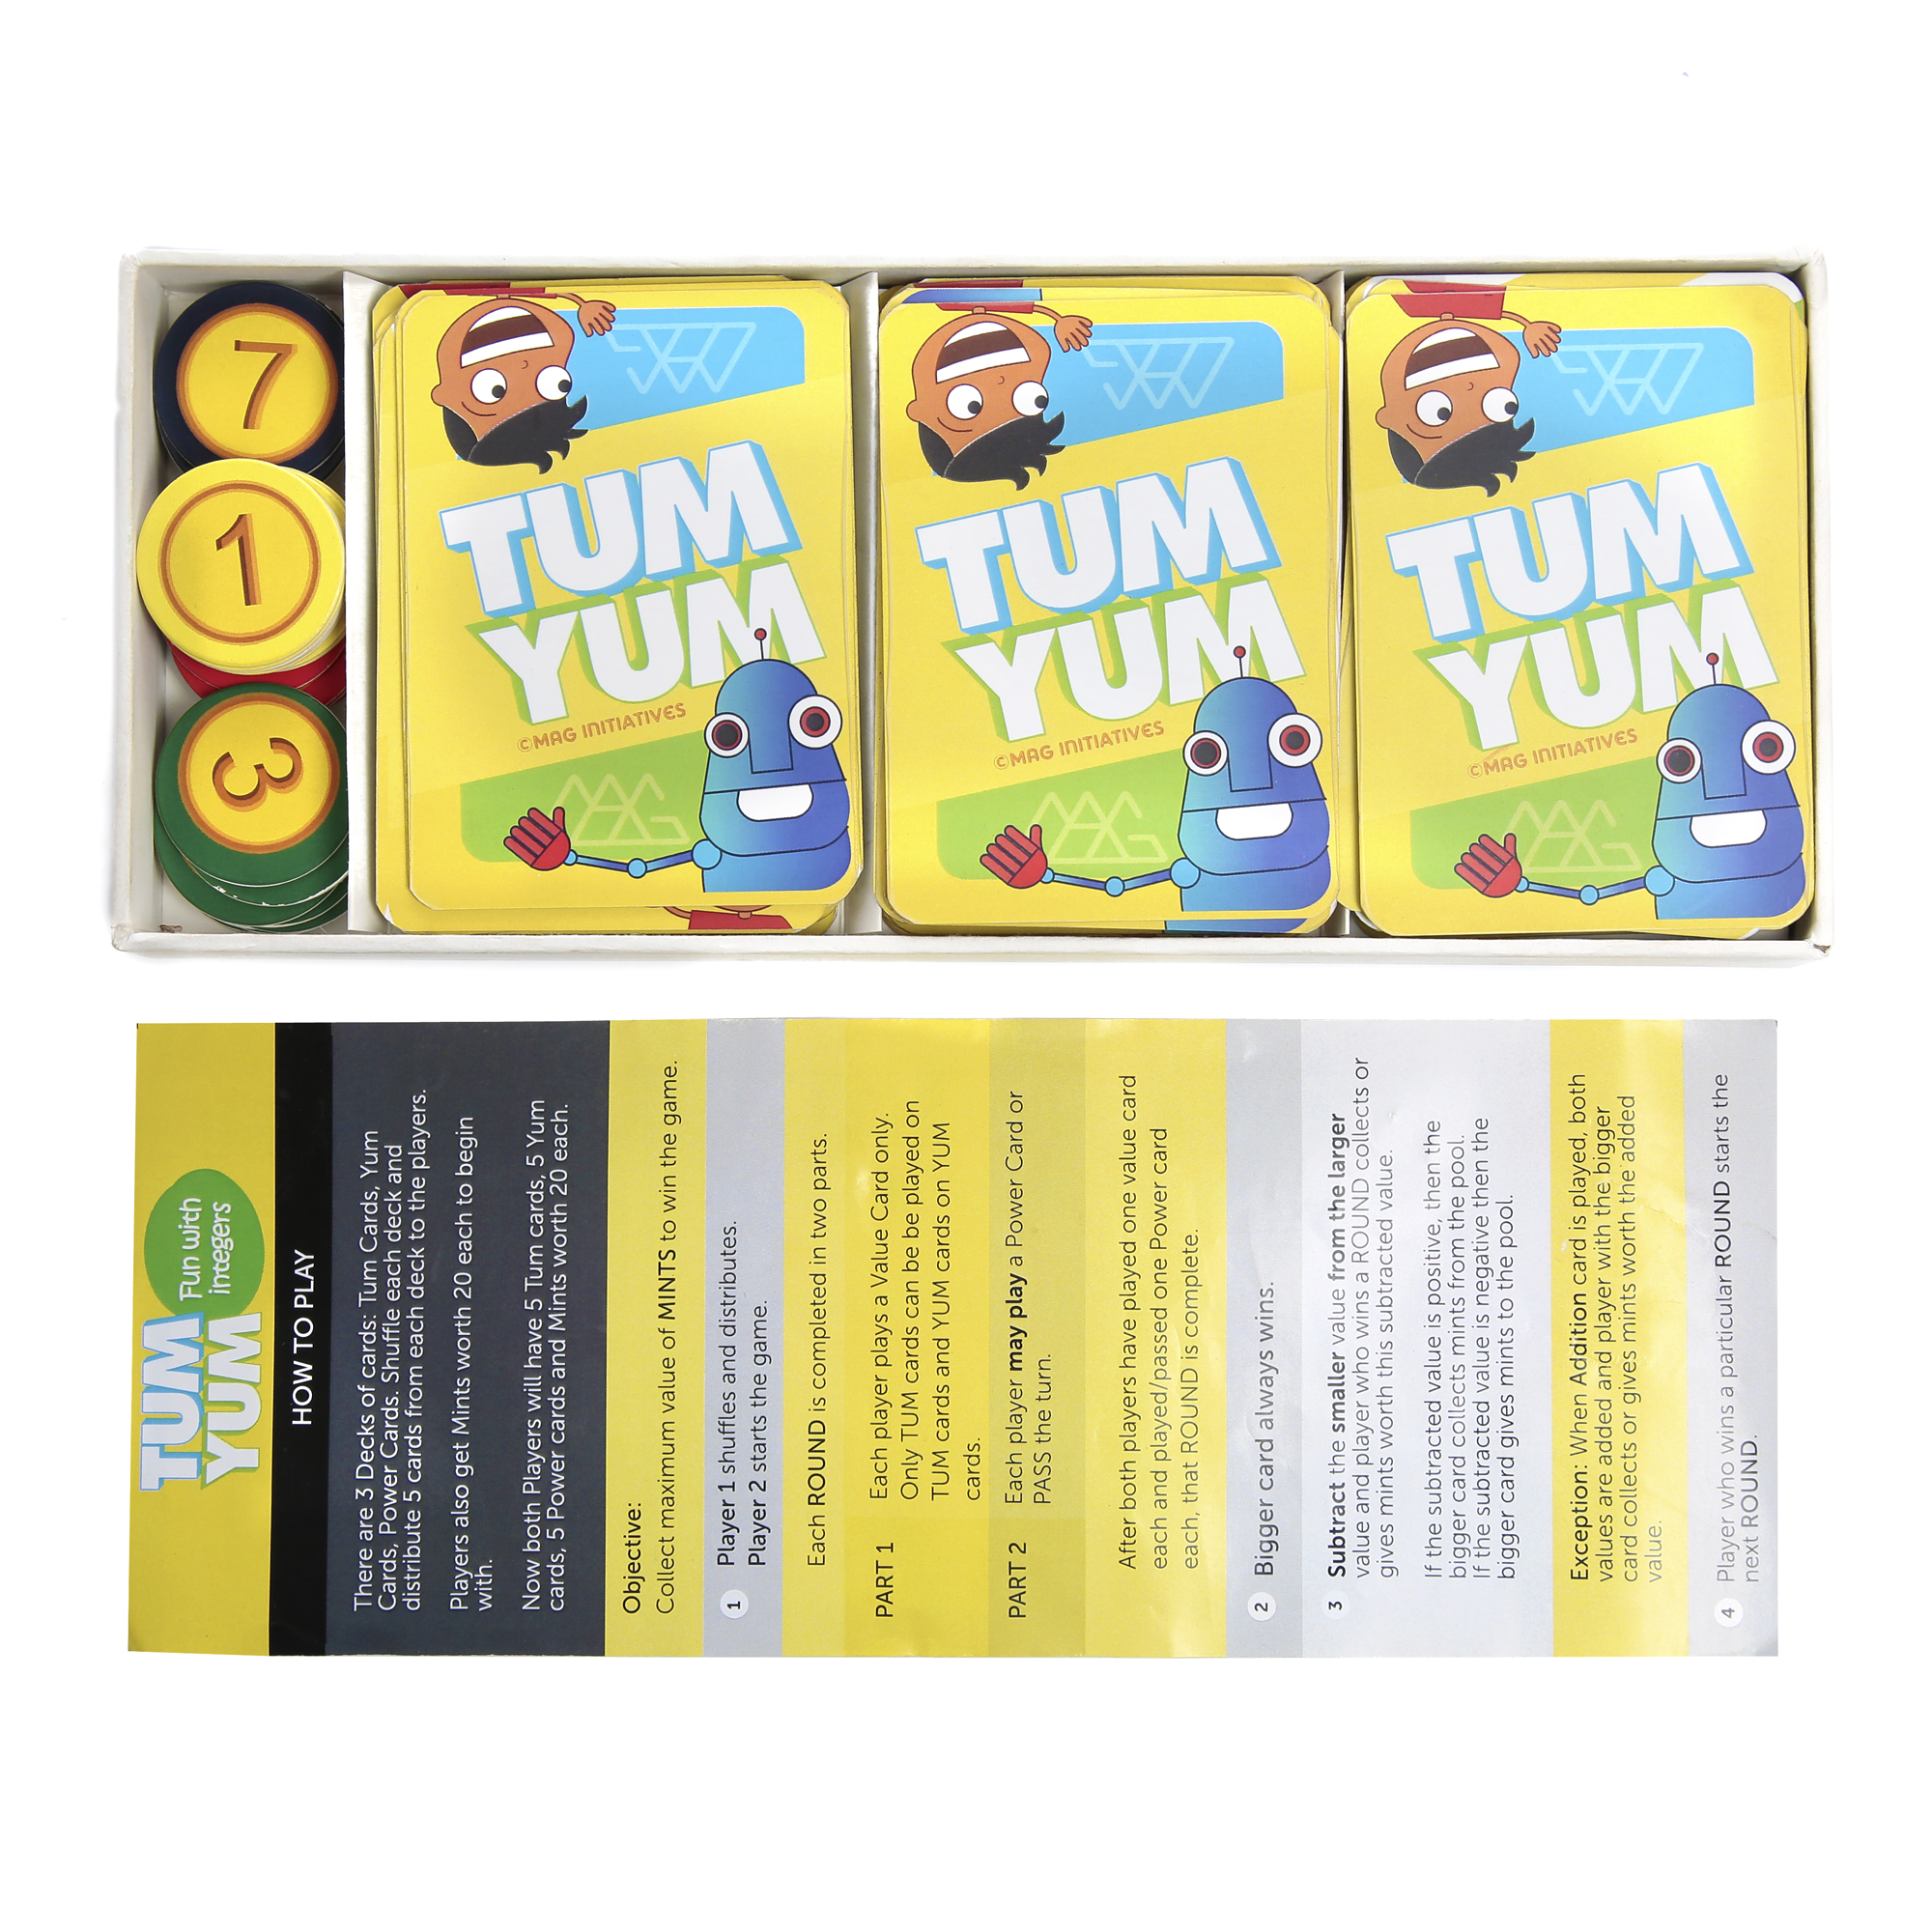 7
1
3
TUM
YUM
©MAG INITIATIVES
MAG
TUM
YUM
©MAG INITIATIVES
MAG
TUM
YUM
©MAG INITIATIVES
MAG
TUM
YUM
Fun with
integers
HOW TO PLAY
There are 3 Decks of cards: Tum Cards, Yum
Cards, Power Cards. Shuffle each deck and
distribute 5 cards from each deck to the players.
Players also get Mints worth 20 each to begin
with.
Now both Players will have 5 Tum cards, 5 Yum
cards, 5 Power cards and Mints worth 20 each.
Objective:
Collect maximum value of MINTS to win the game.
1 Player 1 shuffles and distributes.
Player 2 starts the game.
Each ROUND is completed in two parts.
PART 1 Each player plays a Value Card only.
Only TUM cards can be be played on
TUM cards and YUM cards on YUM
cards.
PART 2 Each player may play a Power Card or
PASS the turn.
After both players have played one value card
each and played/passed one Power card
each, that ROUND is complete.
2 Bigger card always wins.
3 Subtract the smaller value from the larger
value and player who wins a ROUND collects or
gives mints worth this subtracted value.
If the subtracted value is positive, then the
bigger card collects mints from the pool.
If the subtracted value is negative then the
bigger card gives mints to the pool.
Exception: When Addition card is played, both
values are added and player with the bigger
card collects or gives mints worth the added
value.
4 Player who wins a particular ROUND starts the
next ROUND.